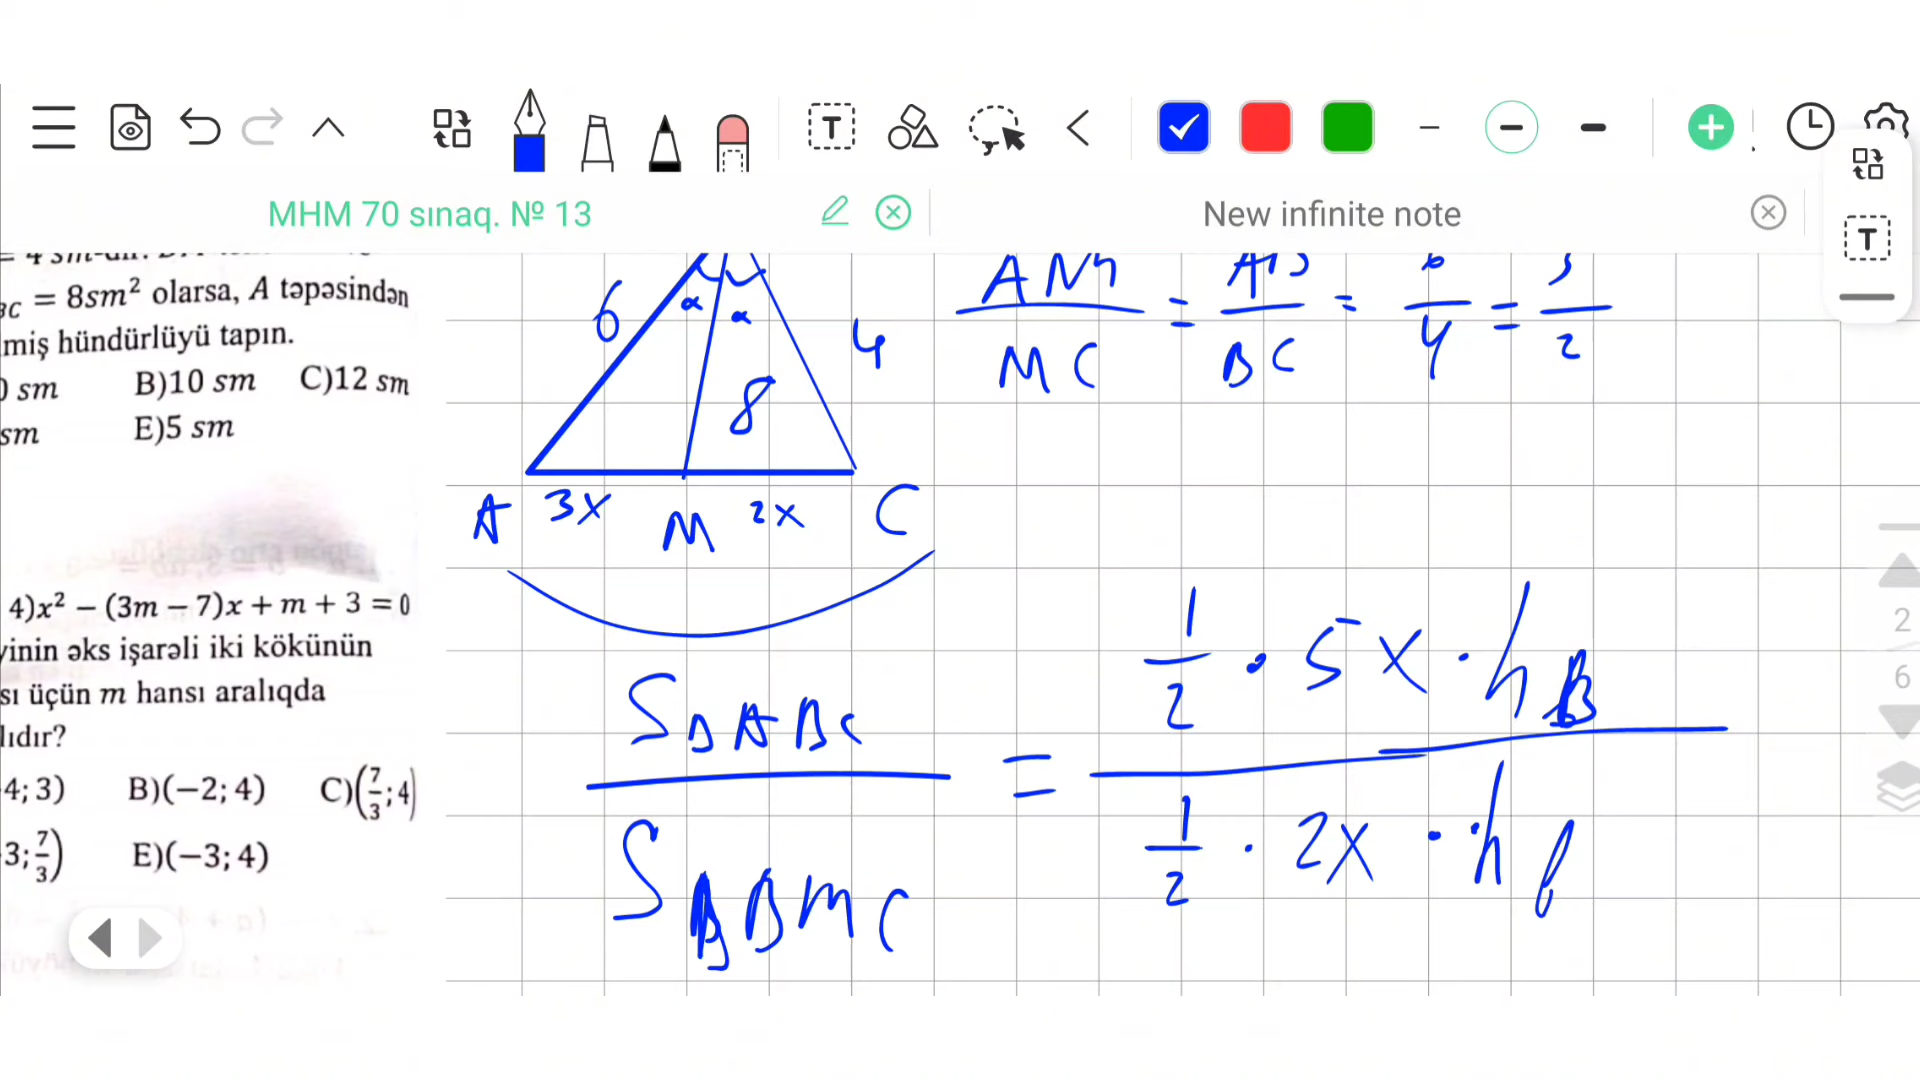 T
MHM 70 sınaq. № 13
New infinite note
T
= 4
BC = 8sm² olarsa, A təpəsindən
miş hündürlüyü tapın.
sm B)10 sm C)12 sm
sm E)5 sm
4)x² − (3m − 7)x + m + 3 = 0
yinin əks işarəli iki kökünün
sı üçün m hansı aralıqda
lıdır?
4; 3) B)(−2; 4) C)(7/3; 4)
3; 7/3) E)(−3; 4)
6 α α 4
8
A 3x M 2x C
AM/MC = AB/BC = 6/4 = 3/2
S△ABC / S△BMC = 1/2 · 5x · hB / 1/2 · 2x · h
2
6